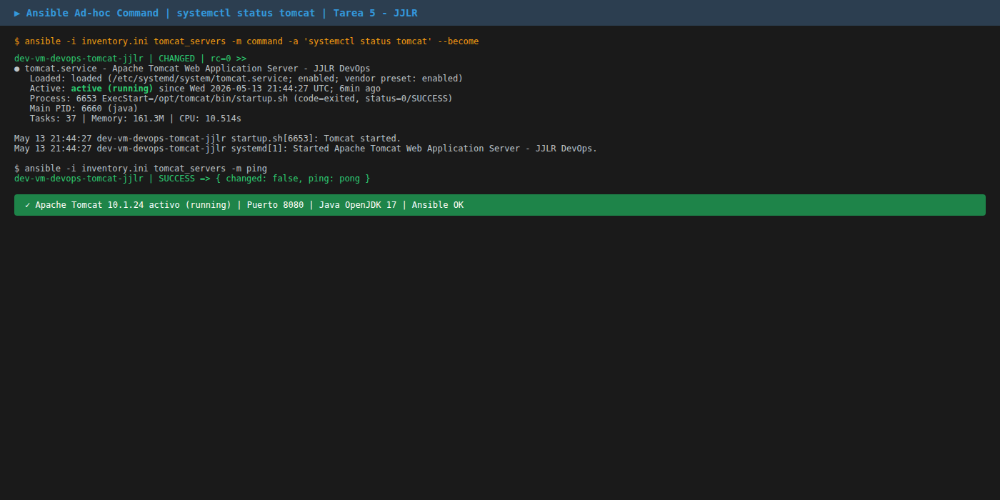 ▶ Ansible Ad-hoc Command | systemctl status tomcat | Tarea 5 - JJLR
$ ansible -i inventory.ini tomcat_servers -m command -a 'systemctl status tomcat' --become
dev-vm-devops-tomcat-jjlr | CHANGED | rc=0 >>
● tomcat.service - Apache Tomcat Web Application Server - JJLR DevOps
   Loaded: loaded (/etc/systemd/system/tomcat.service; enabled; vendor preset: enabled)
   Active: active (running) since Wed 2026-05-13 21:44:27 UTC; 6min ago
   Process: 6653 ExecStart=/opt/tomcat/bin/startup.sh (code=exited, status=0/SUCCESS)
   Main PID: 6660 (java)
   Tasks: 37 | Memory: 161.3M | CPU: 10.514s
May 13 21:44:27 dev-vm-devops-tomcat-jjlr startup.sh[6653]: Tomcat started.
May 13 21:44:27 dev-vm-devops-tomcat-jjlr systemd[1]: Started Apache Tomcat Web Application Server - JJLR DevOps.
$ ansible -i inventory.ini tomcat_servers -m ping
dev-vm-devops-tomcat-jjlr | SUCCESS => { changed: false, ping: pong }
✓ Apache Tomcat 10.1.24 activo (running) | Puerto 8080 | Java OpenJDK 17 | Ansible OK